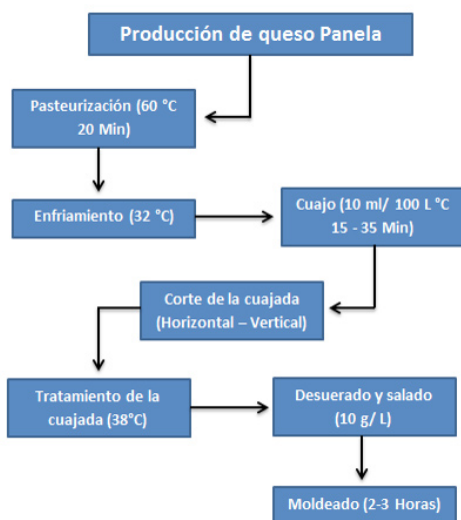 Producción de queso Panela
Pasteurización (60 °C
20 Min)
Enfriamiento (32 °C)
Cuajo (10 ml/ 100 L °C
15 - 35 Min)
Corte de la cuajada
(Horizontal – Vertical)
Tratamiento de la
cuajada (38°C)
Desuerado y salado
(10 g/ L)
Moldeado (2-3 Horas)